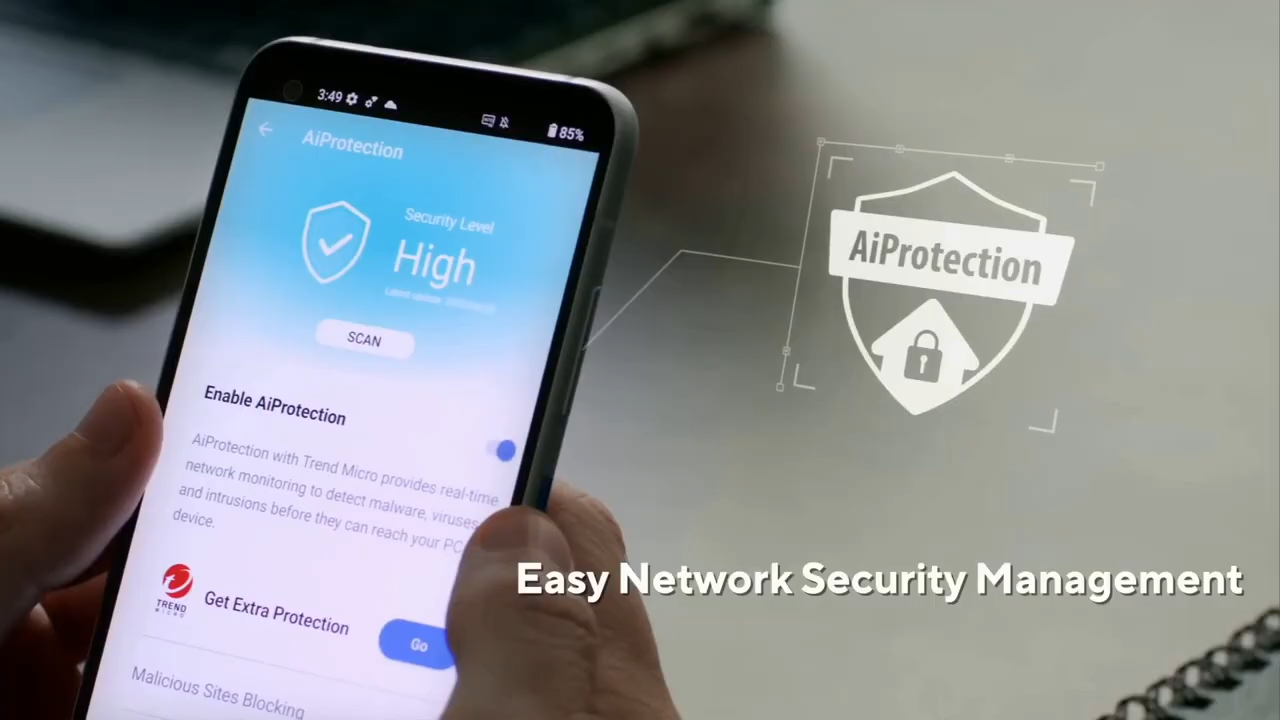 3:49
85%
AiProtection
Security Level
High
SCAN
Enable AiProtection
AiProtection with Trend Micro provides real-time
network monitoring to detect malware, viruses
and intrusions before they can reach your PC
device.
TREND
MICRO
Get Extra Protection
Go
Malicious Sites Blocking
AiProtection
Easy Network Security Management